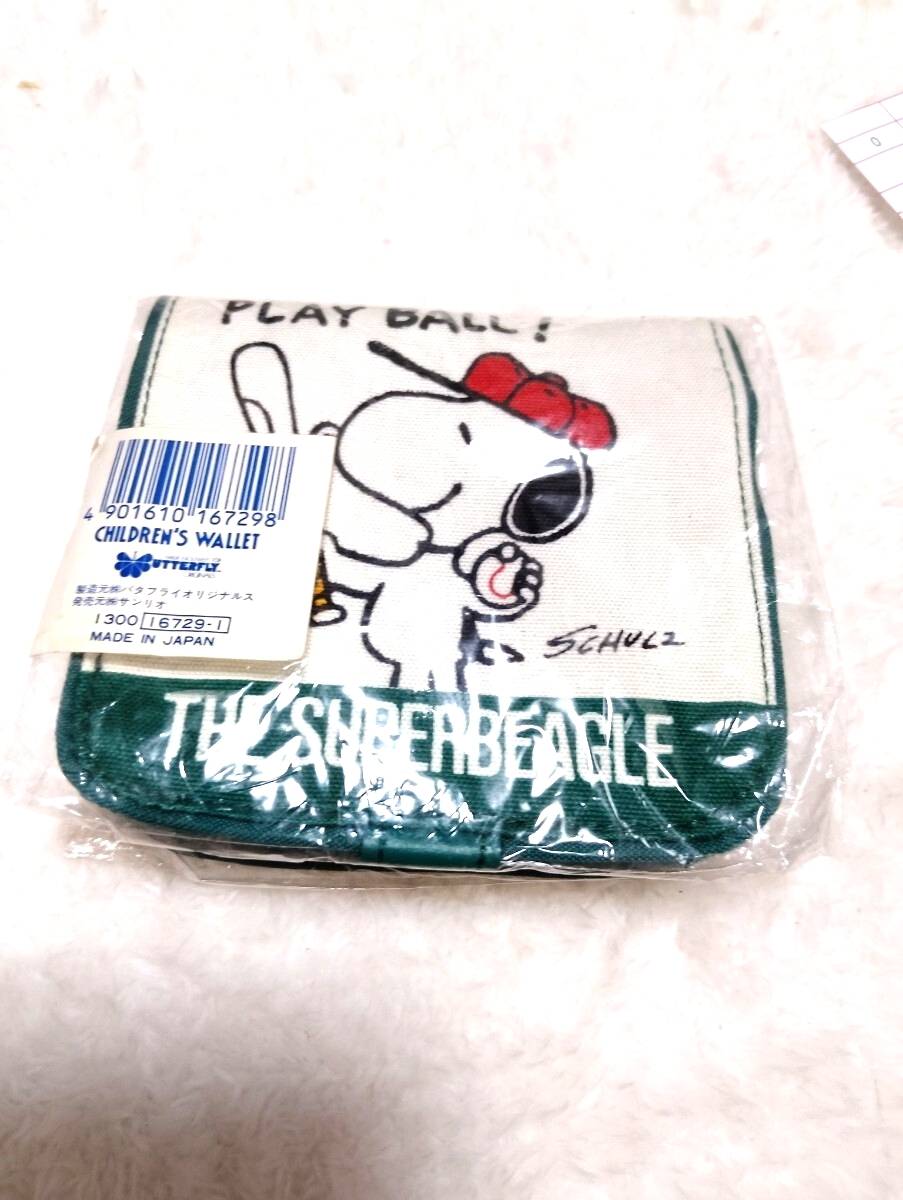 PLAY BALL!
4 901610 167298
CHILDREN'S WALLET
BUTTERFLY
製造元㈱バタフライオリジナルス
発売元㈱サンリオ
1300 16729-1
MADE IN JAPAN
SCHULZ
THE SUPERBEAGLE
0